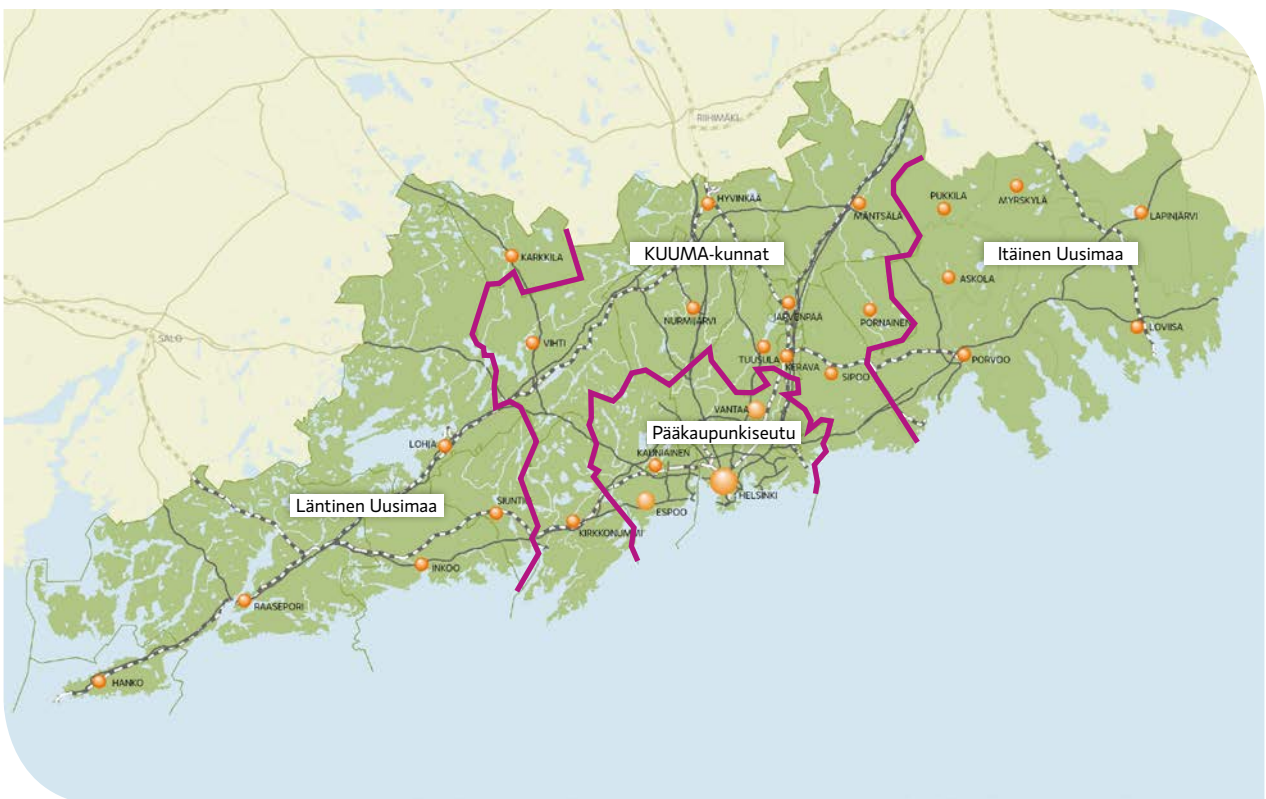 RIIHIMÄKI
HYVINKÄÄ
MÄNTSÄLÄ
PUKKILA
MYRSKYLÄ
LAPINJÄRVI
KARKKILA
KUUMA-kunnat
Itäinen Uusimaa
ASKOLA
NURMIJÄRVI
JÄRVENPÄÄ
PORNAINEN
LOVIISA
SALO
VIHTI
TUUSULA
KERAVA
SIPOO
PORVOO
VANTAA
Pääkaupunkiseutu
LOHJA
KAUNIAINEN
HELSINKI
Läntinen Uusimaa
SIUNTIO
ESPOO
KIRKKONUMMI
INKOO
RAASEPORI
HANKO